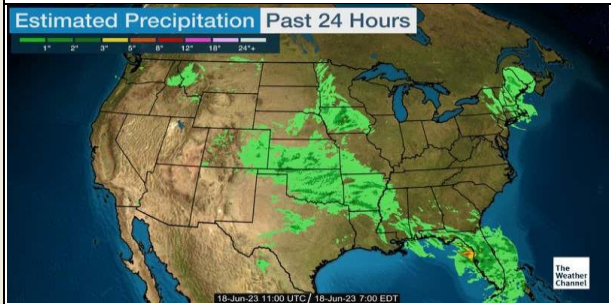 Estimated Precipitation Past 24 Hours
1" 2" 3" 5" 8" 12" 18" 24"+
The
Weather
Channel
18-Jun-23 11:00 UTC / 18-Jun-23 7:00 EDT